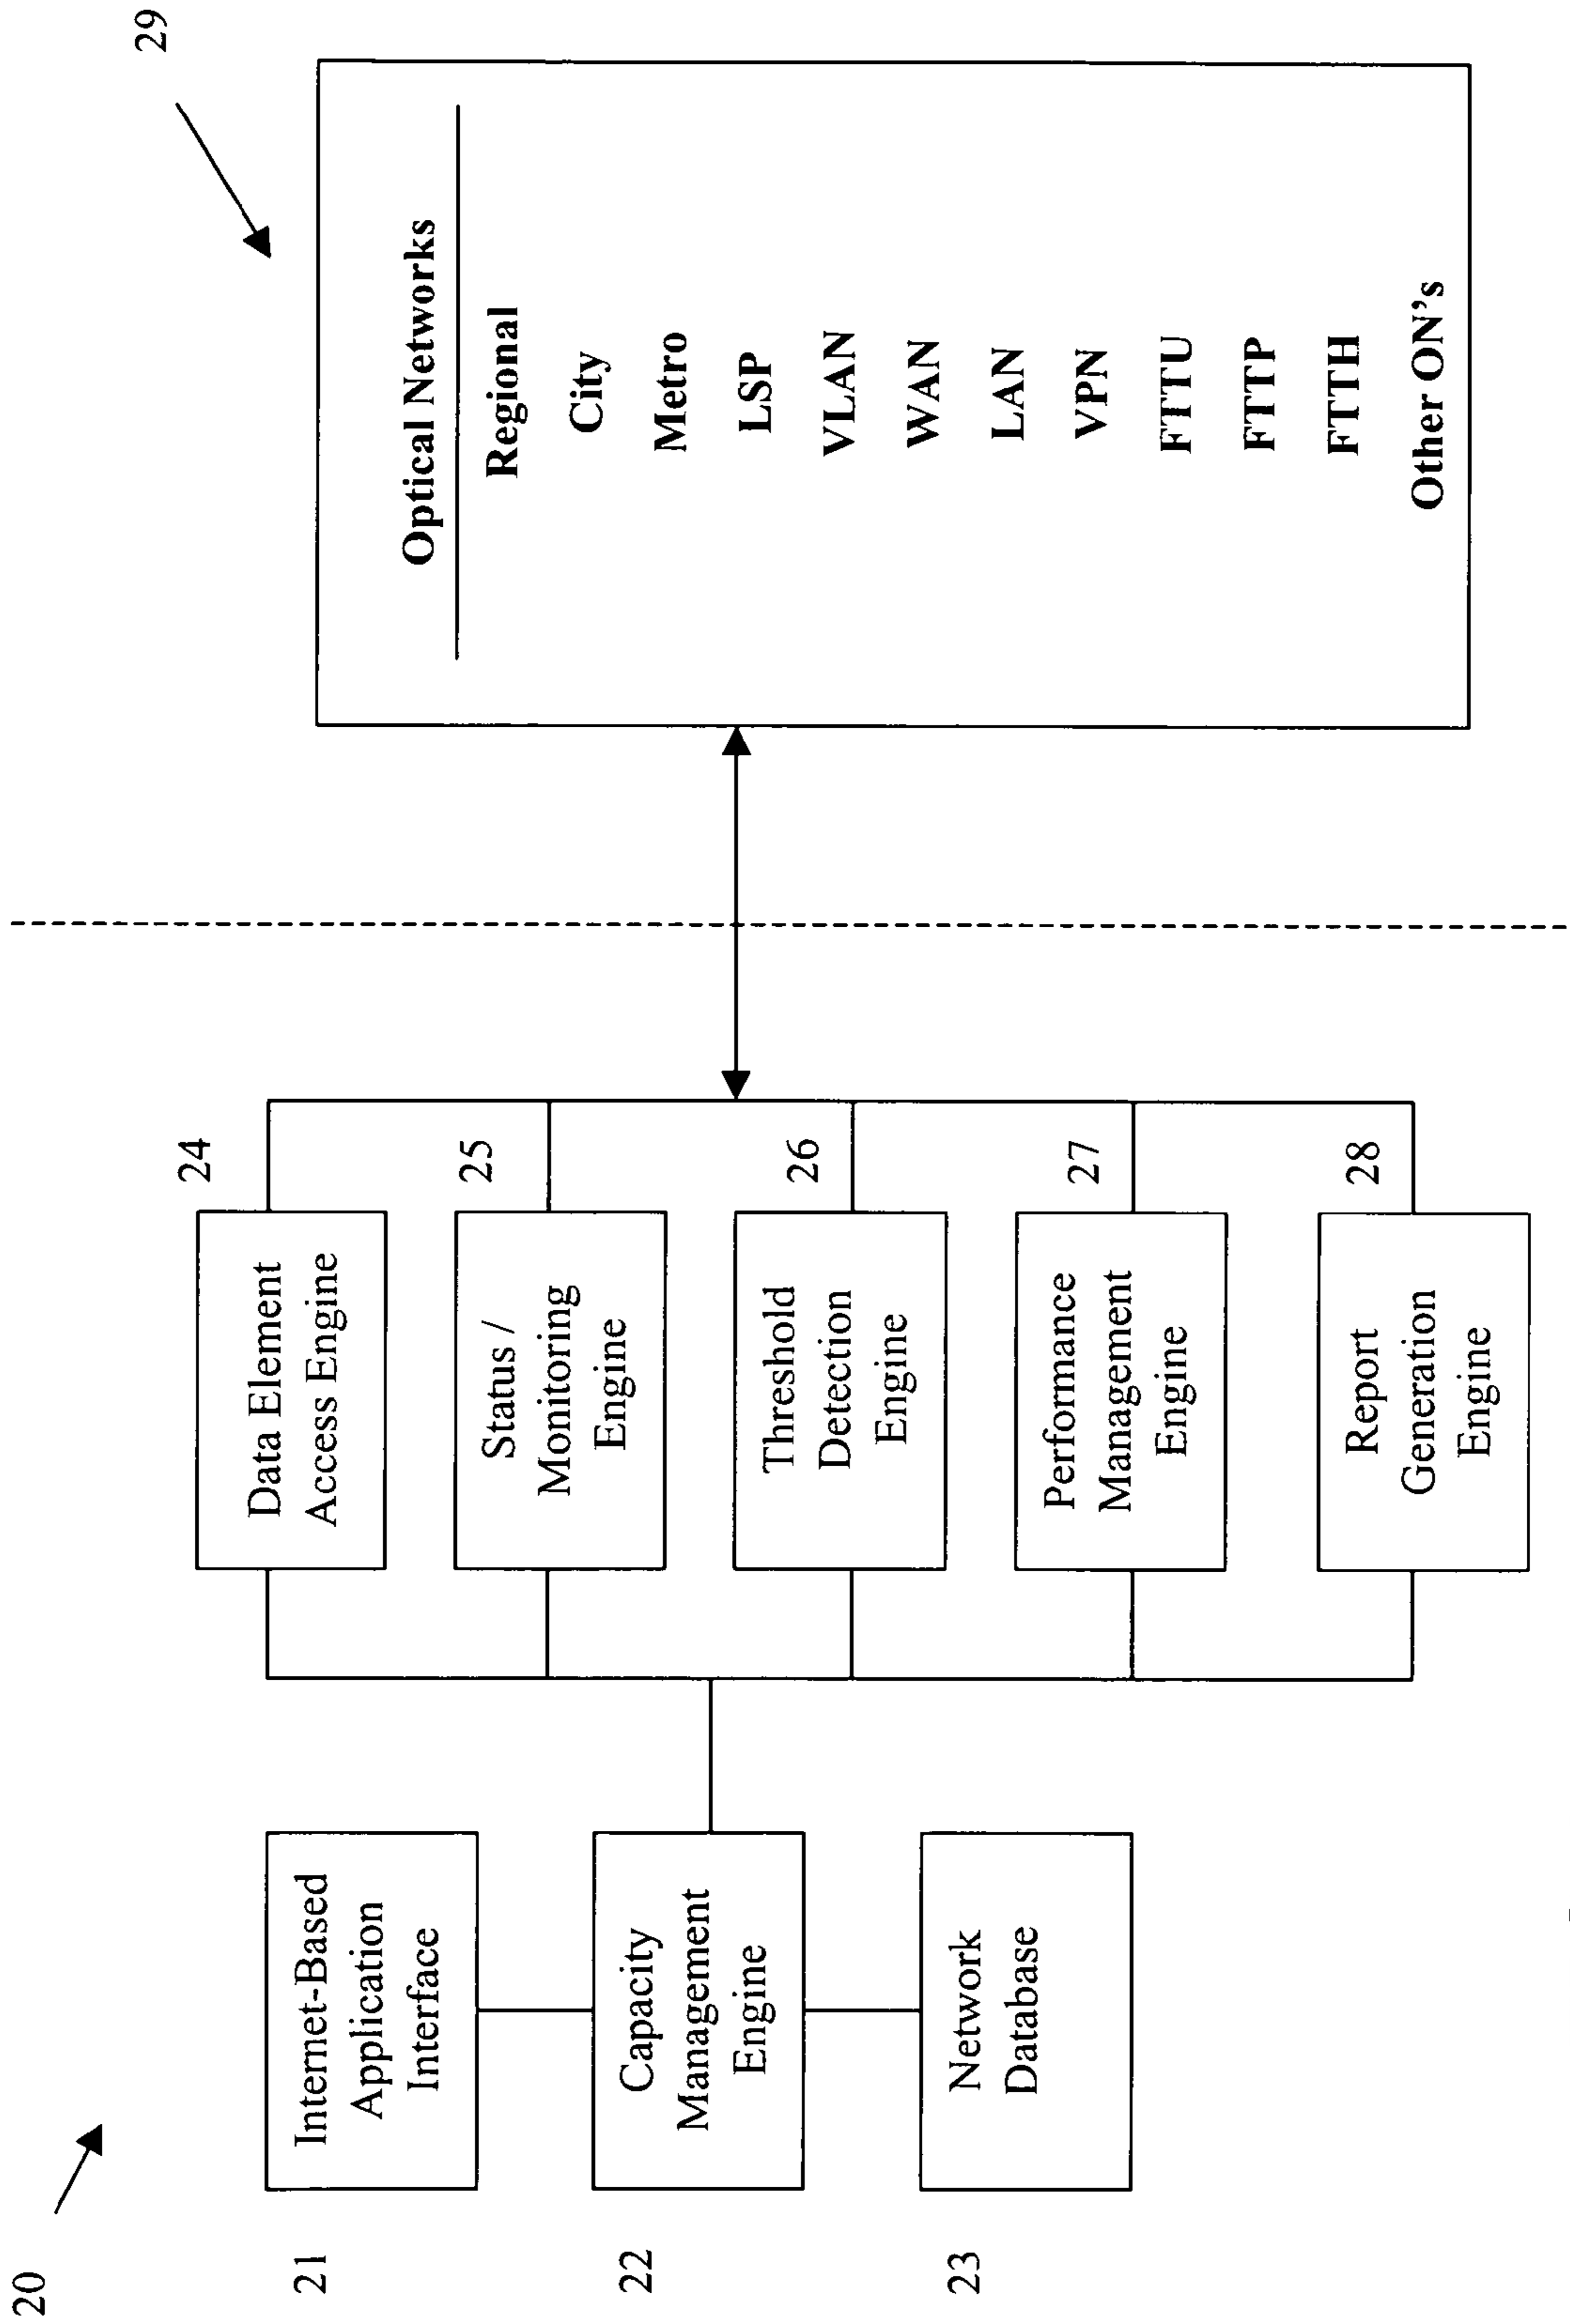 20
21
Internet-Based
Application
Interface
22
Capacity
Management
Engine
23
Network
Database
24
Data Element
Access Engine
25
Status /
Monitoring
Engine
26
Threshold
Detection
Engine
27
Performance
Management
Engine
28
Report
Generation
Engine
29
Optical Networks
Regional
City
Metro
LSP
VLAN
WAN
LAN
VPN
FTTU
FTTP
FTTH
Other ON's